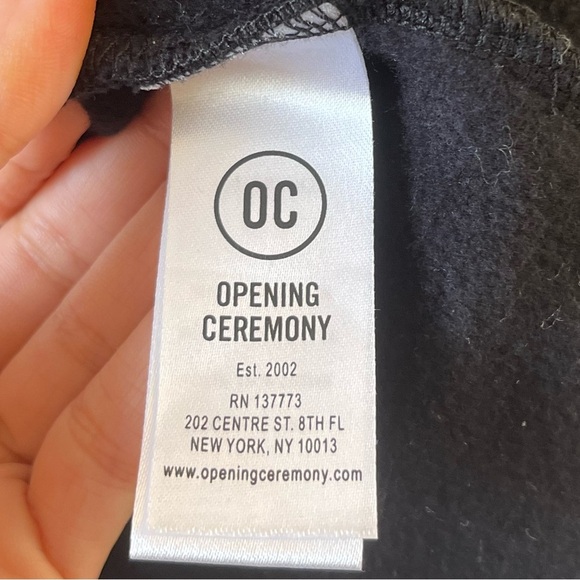 OC
OPENING
CEREMONY
Est. 2002
RN 137773
202 CENTRE ST. 8TH FL
NEW YORK, NY 10013
www.openingceremony.com